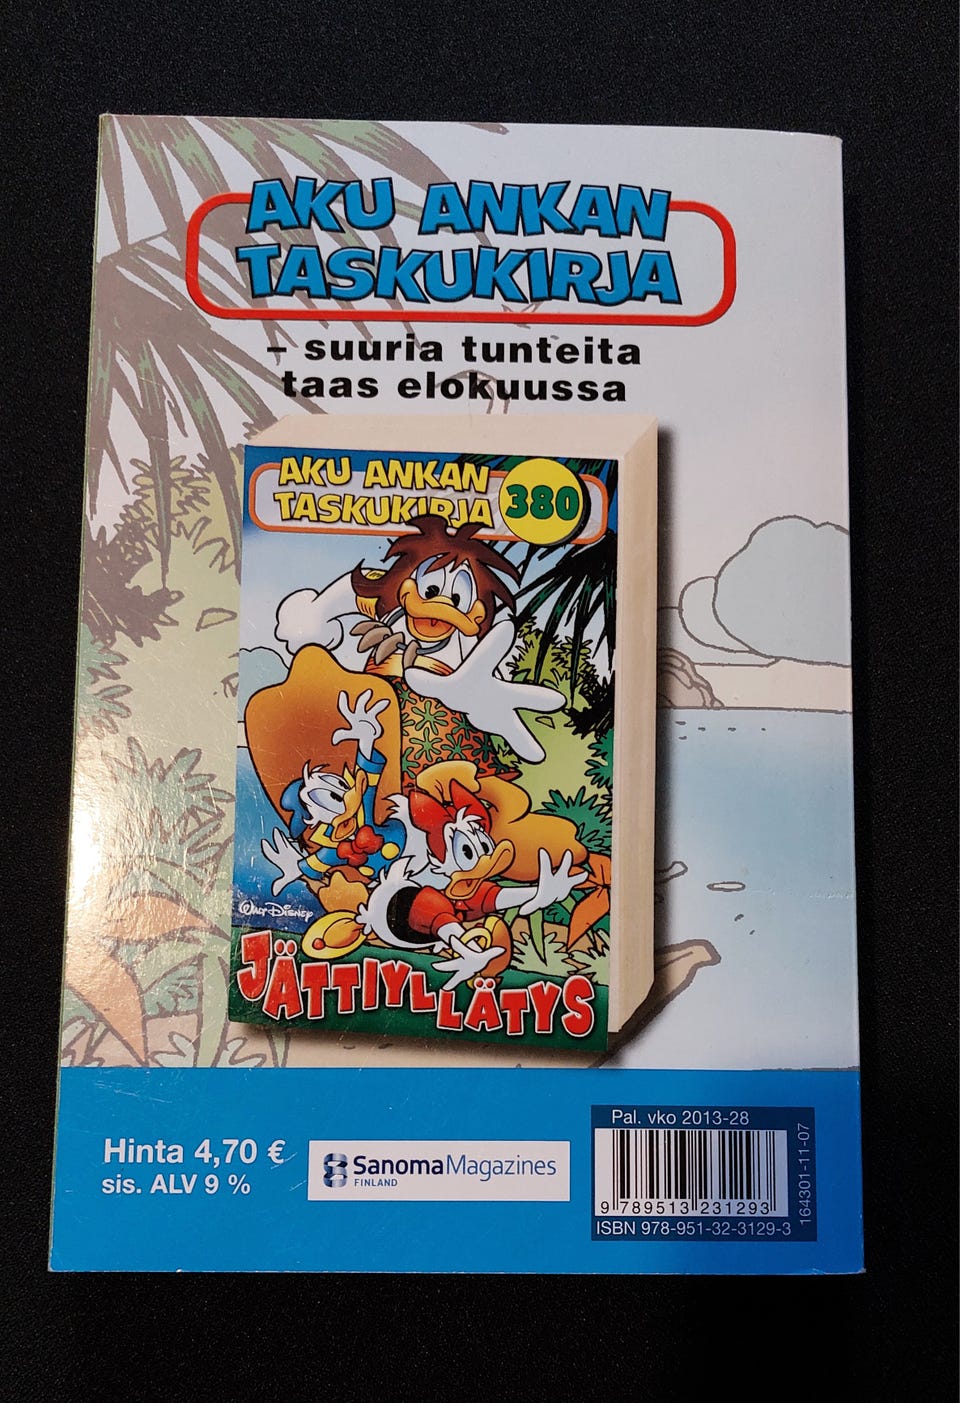 AKU ANKAN
TASKUKIRJA
– suuria tunteita
taas elokuussa
AKU ANKAN
TASKUKIRJA
380
Walt Disney
JÄTTIYLLÄTYS
Hinta 4,70 €
sis. ALV 9 %
SanomaMagazines
FINLAND
Pal. vko 2013-28
9 789513 231293
ISBN 978-951-32-3129-3
164301-11-07